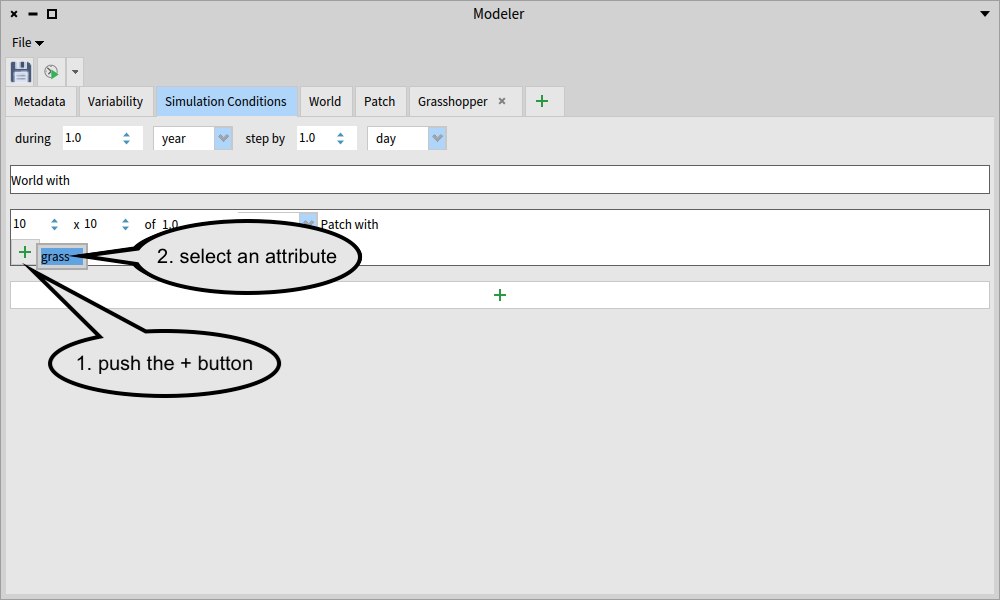 Modeler
File
Metadata Variability Simulation Conditions World Patch Grasshopper
during 1.0 year step by 1.0 day
World with
10 x 10 of 1.0 Patch with
grass
2. select an attribute
1. push the + button